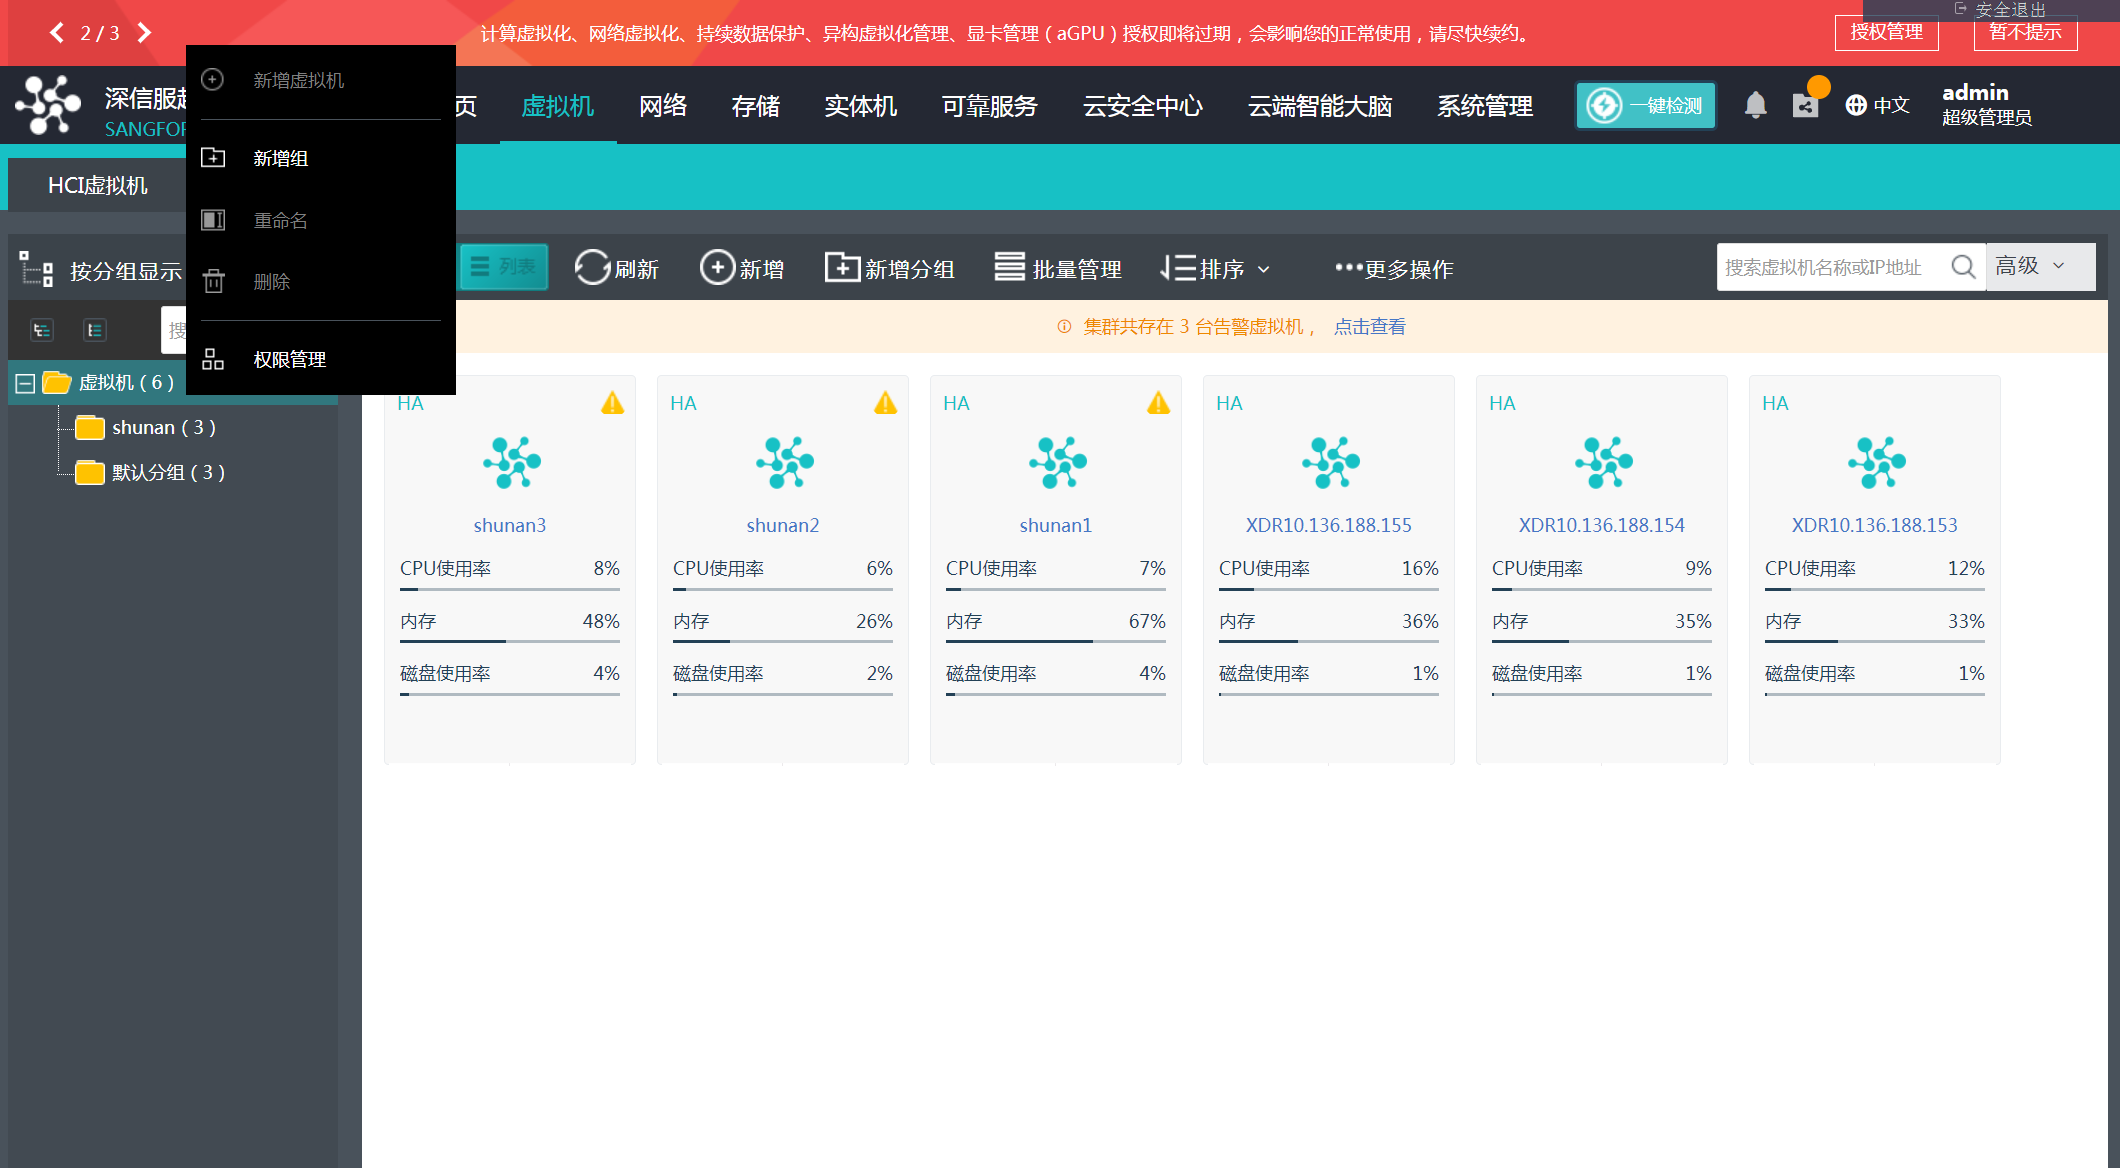 安全退出
2 / 3
计算虚拟化、网络虚拟化、持续数据保护、异构虚拟化管理、显卡管理（aGPU）授权即将过期，会影响您的正常使用，请尽快续约。
授权管理
暂不提示
深信服
SANGFOR
页
虚拟机
网络
存储
实体机
可靠服务
云安全中心
云端智能大脑
系统管理
一键检测
中文
admin
超级管理员
新增虚拟机
新增组
重命名
删除
权限管理
HCI虚拟机
按分组显示
列表
刷新
新增
新增分组
批量管理
排序
更多操作
搜索虚拟机名称或IP地址
高级
搜
集群共存在 3 台告警虚拟机， 点击查看
虚拟机（6）
shunan（3）
默认分组（3）
HA
shunan3
CPU使用率 8%
内存 48%
磁盘使用率 4%
HA
shunan2
CPU使用率 6%
内存 26%
磁盘使用率 2%
HA
shunan1
CPU使用率 7%
内存 67%
磁盘使用率 4%
HA
XDR10.136.188.155
CPU使用率 16%
内存 36%
磁盘使用率 1%
HA
XDR10.136.188.154
CPU使用率 9%
内存 35%
磁盘使用率 1%
HA
XDR10.136.188.153
CPU使用率 12%
内存 33%
磁盘使用率 1%